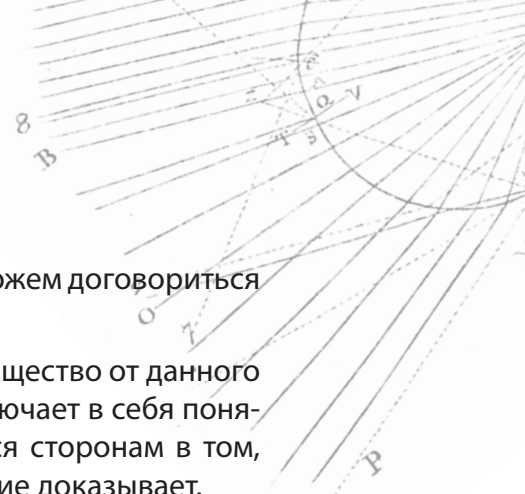 8
B
T S Q V
ожем договориться
O
7
щество от данного
ючает в себя поня-
ся сторонам в том,
P
ие доказывает.